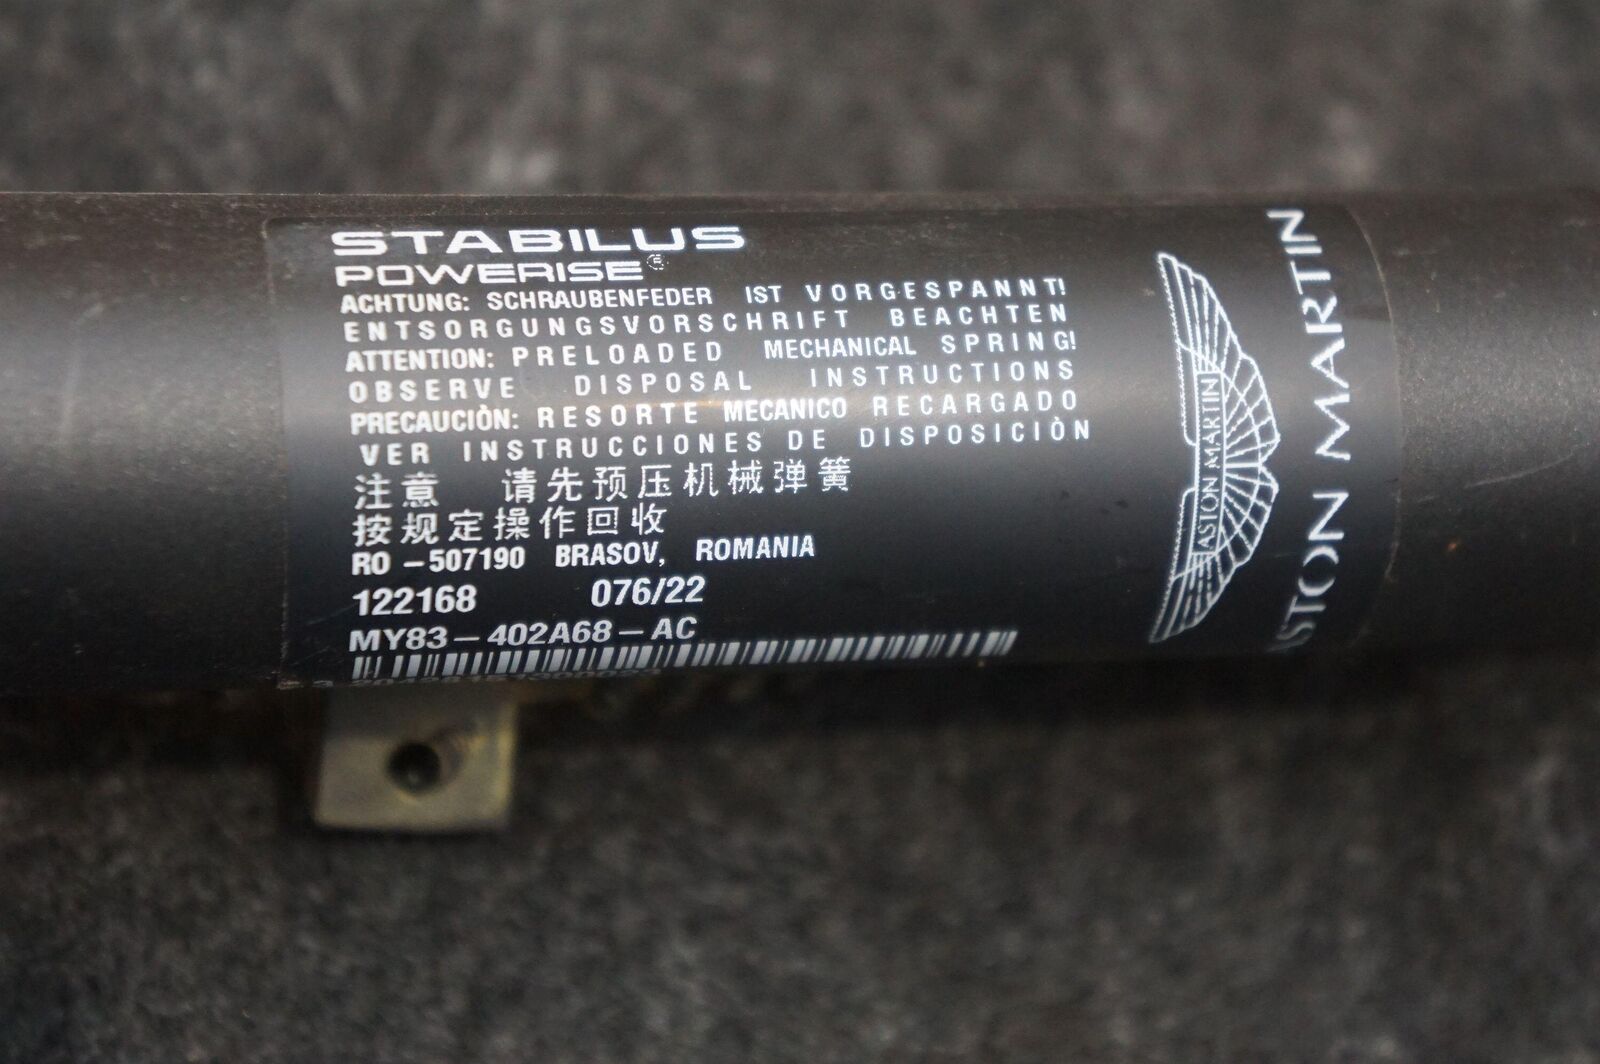 STABILUS
POWERISE®
ACHTUNG: SCHRAUBENFEDER IST VORGESPANNT!
ENTSORGUNGSVORSCHRIFT BEACHTEN
ATTENTION: PRELOADED MECHANICAL SPRING!
OBSERVE DISPOSAL INSTRUCTIONS
PRECAUCIÒN: RESORTE MECANICO RECARGADO
VER INSTRUCCIONES DE DISPOSICIÒN
注意 请先预压机械弹簧
按规定操作回收
RO-507190 BRASOV, ROMANIA
122168 076/22
MY83-402A68-AC
ASTON MARTIN
ASTON MARTIN